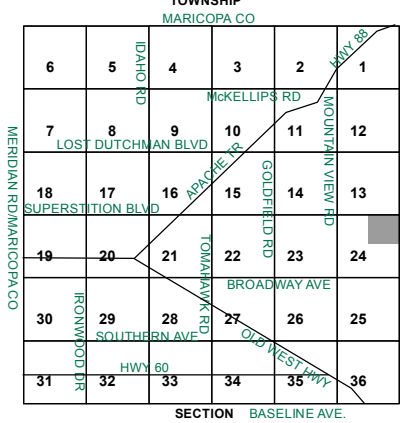 TOWNSHIP
MARICOPA CO
HWY 88
6 5 4 3 2 1
IDAHO RD
McKELLIPS RD
MOUNTAIN VIEW RD
7 8 9 10 11 12
LOST DUTCHMAN BLVD
MERIDIAN RD/MARICOPA CO
APACHE TR
GOLDFIELD RD
18 17 16 15 14 13
SUPERSTITION BLVD
19 20 21 22 23 24
TOMAHAWK RD
BROADWAY AVE
IRONWOOD DR
30 29 28 27 26 25
SOUTHERN AVE
OLD WEST HWY
HWY 60
31 32 33 34 35 36
SECTION BASELINE AVE.